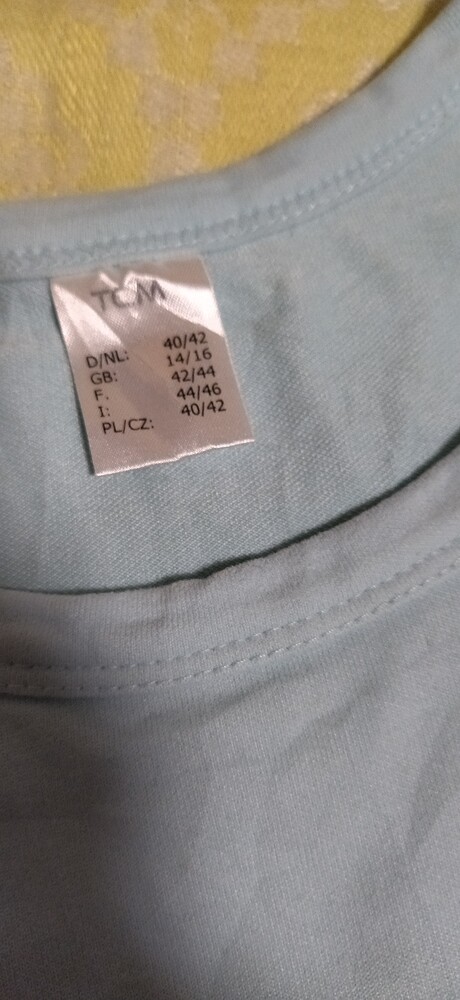 TCM
D/NL: 40/42
GB: 14/16
F. 42/44
I: 44/46
PL/CZ: 40/42